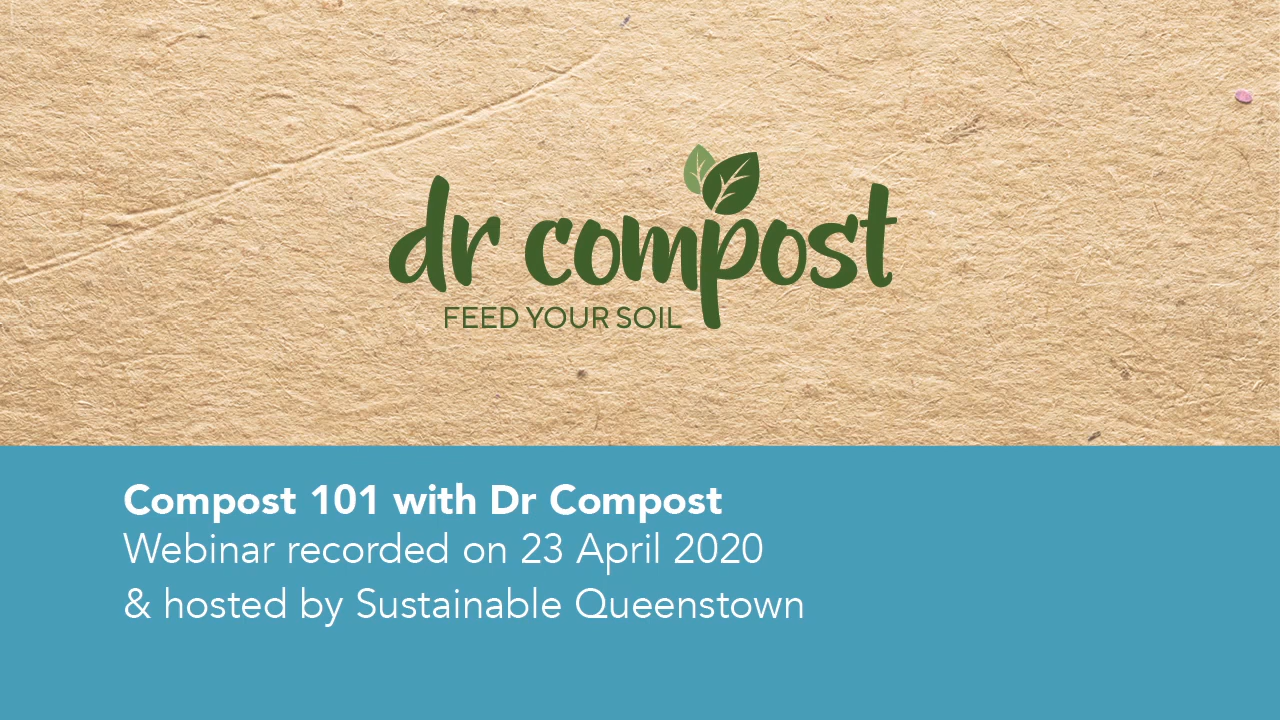 dr compost
FEED YOUR SOIL
Compost 101 with Dr Compost
Webinar recorded on 23 April 2020
& hosted by Sustainable Queenstown